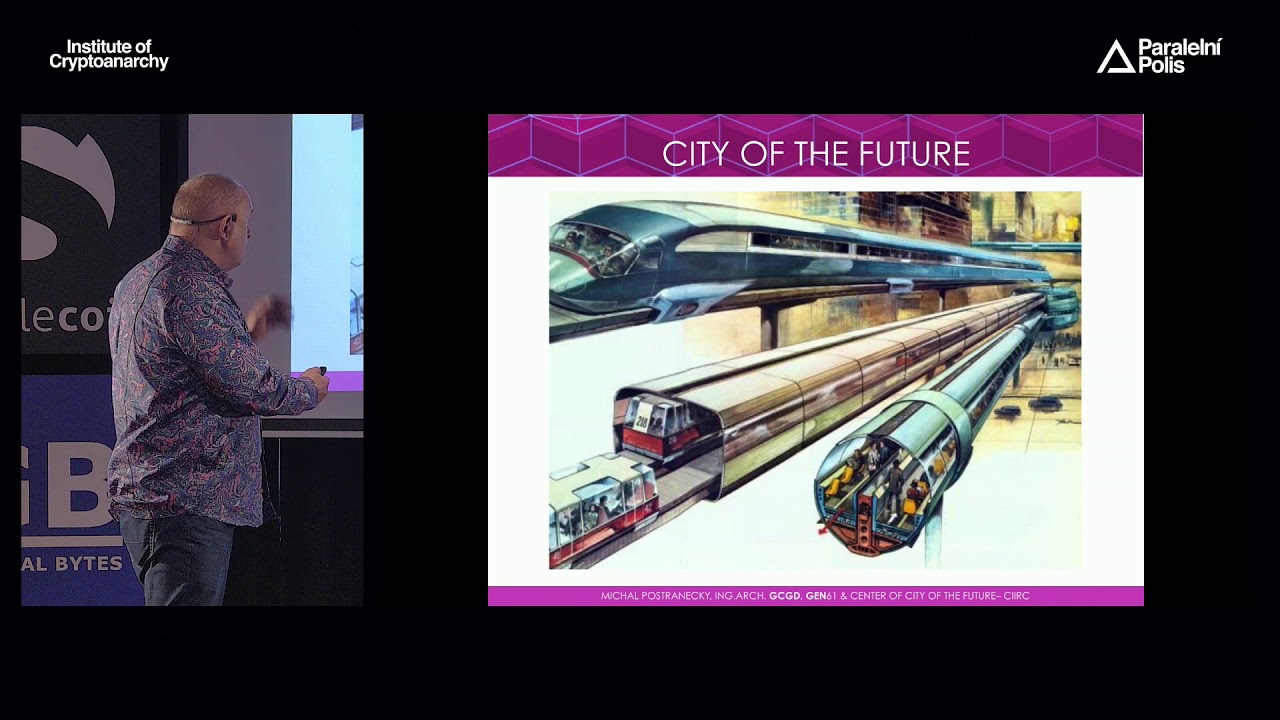 Institute of
Cryptoanarchy
Paralelní
Polis
CITY OF THE FUTURE
218
MICHAL POSTRANECKY, ING.ARCH. GCGD, GEN61 & CENTER OF CITY OF THE FUTURE– CIIRC
lecoi
GB
AL BYTES